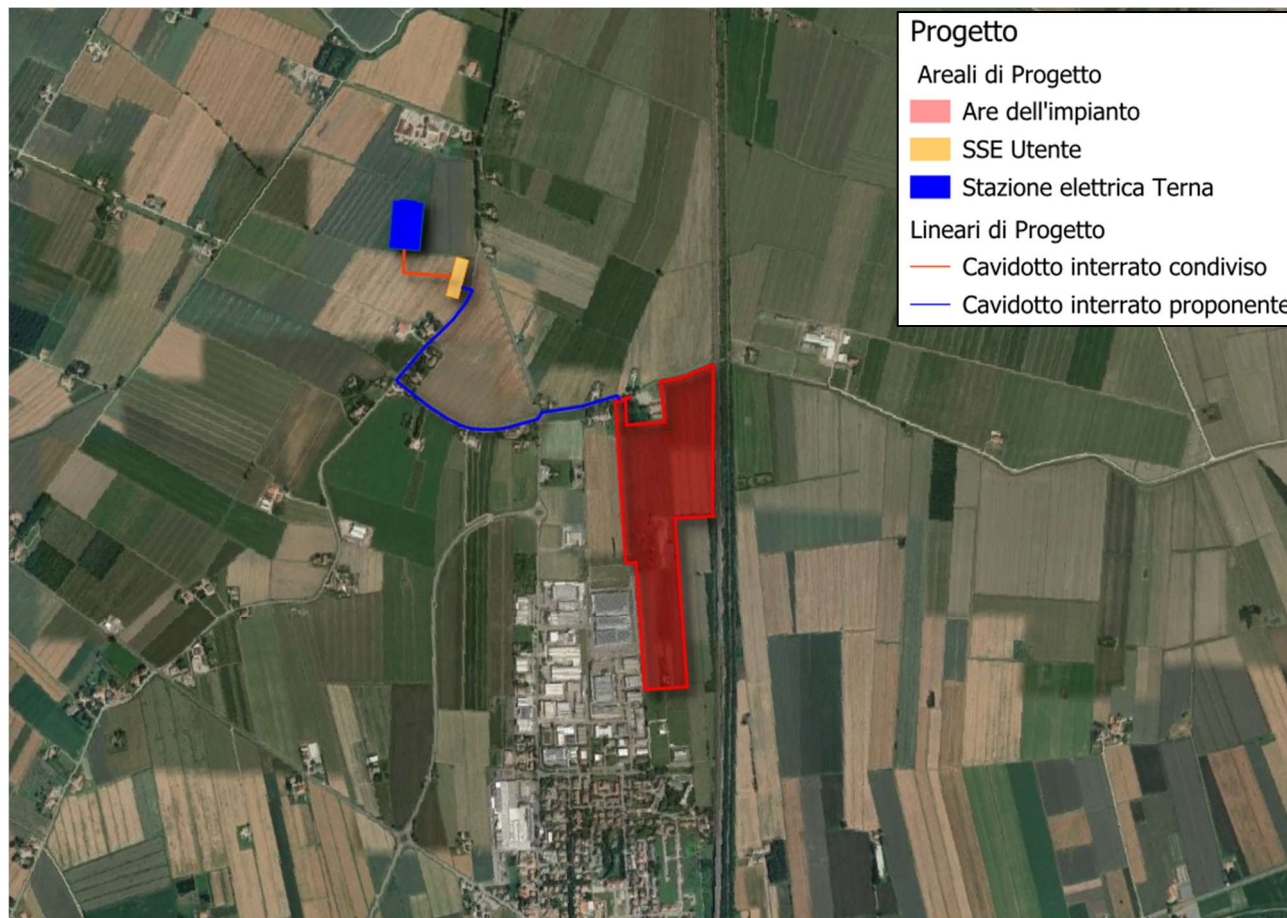 Progetto
Areali di Progetto
Are dell'impianto
SSE Utente
Stazione elettrica Terna
Lineari di Progetto
Cavidotto interrato condiviso
Cavidotto interrato proponente